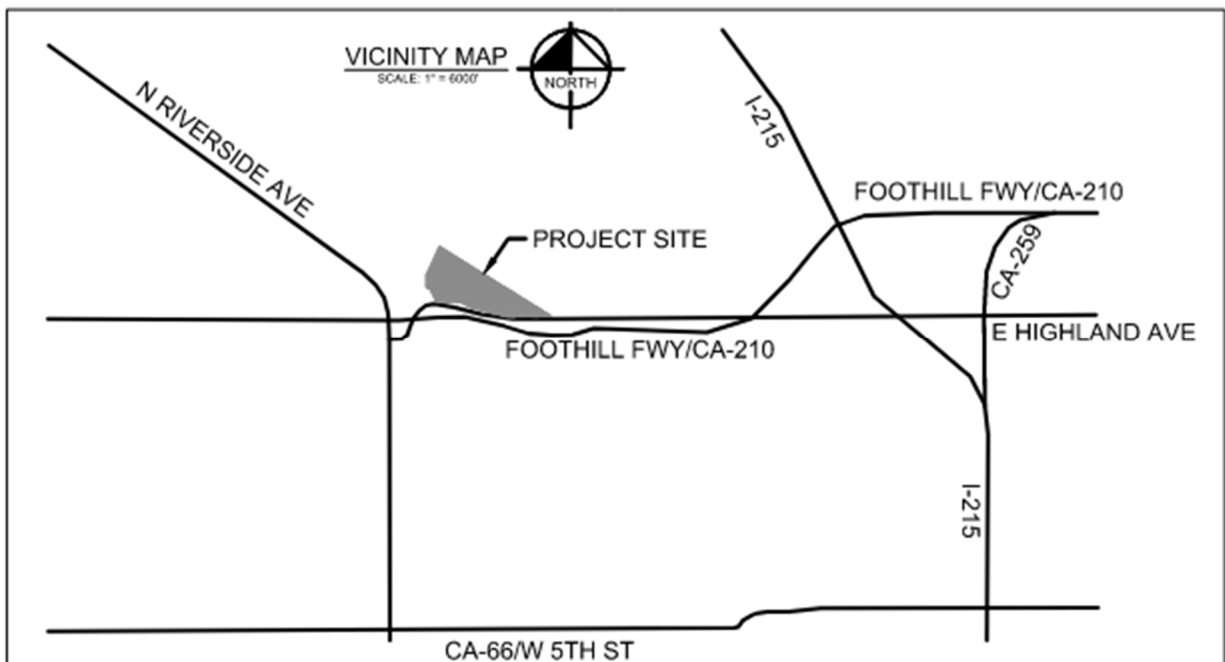 VICINITY MAP
SCALE: 1" = 6000'
NORTH
N RIVERSIDE AVE
I-215
FOOTHILL FWY/CA-210
PROJECT SITE
CA-259
E HIGHLAND AVE
FOOTHILL FWY/CA-210
I-215
CA-66/W 5TH ST